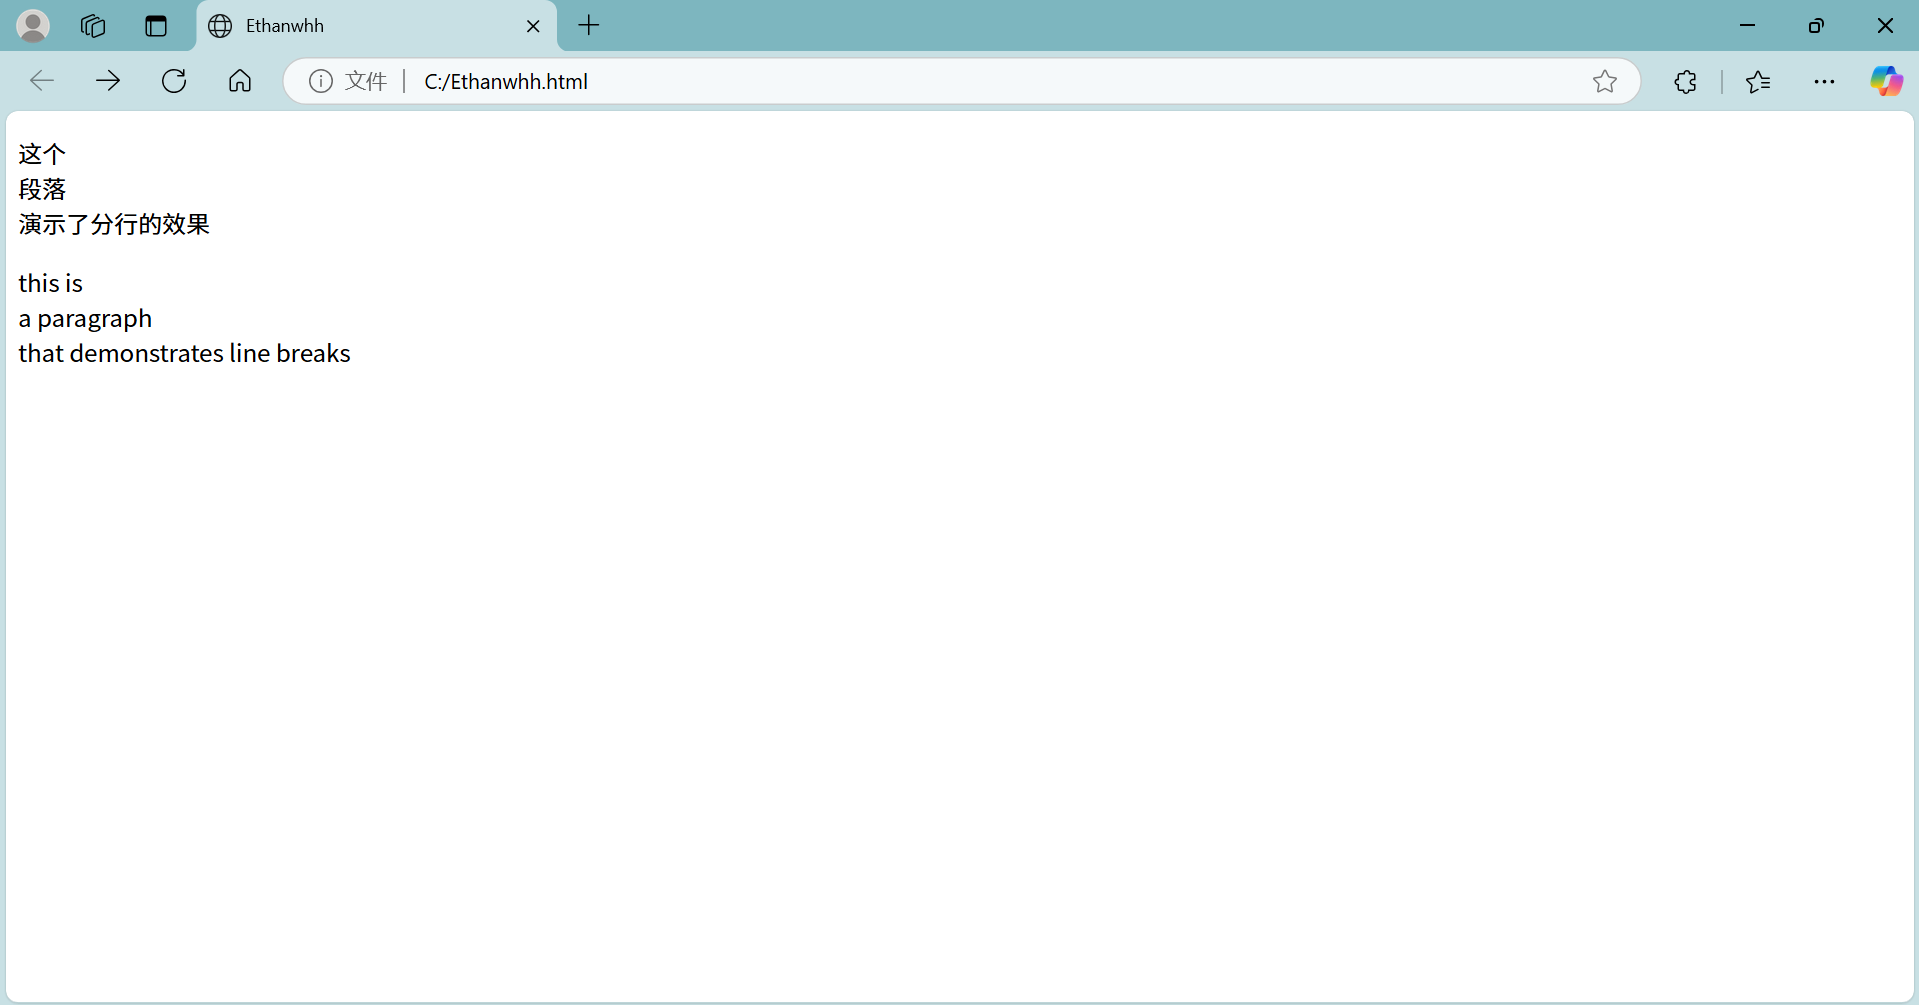 Ethanwhh
文件 C:/Ethanwhh.html
这个
段落
演示了分行的效果
this is
a paragraph
that demonstrates line breaks